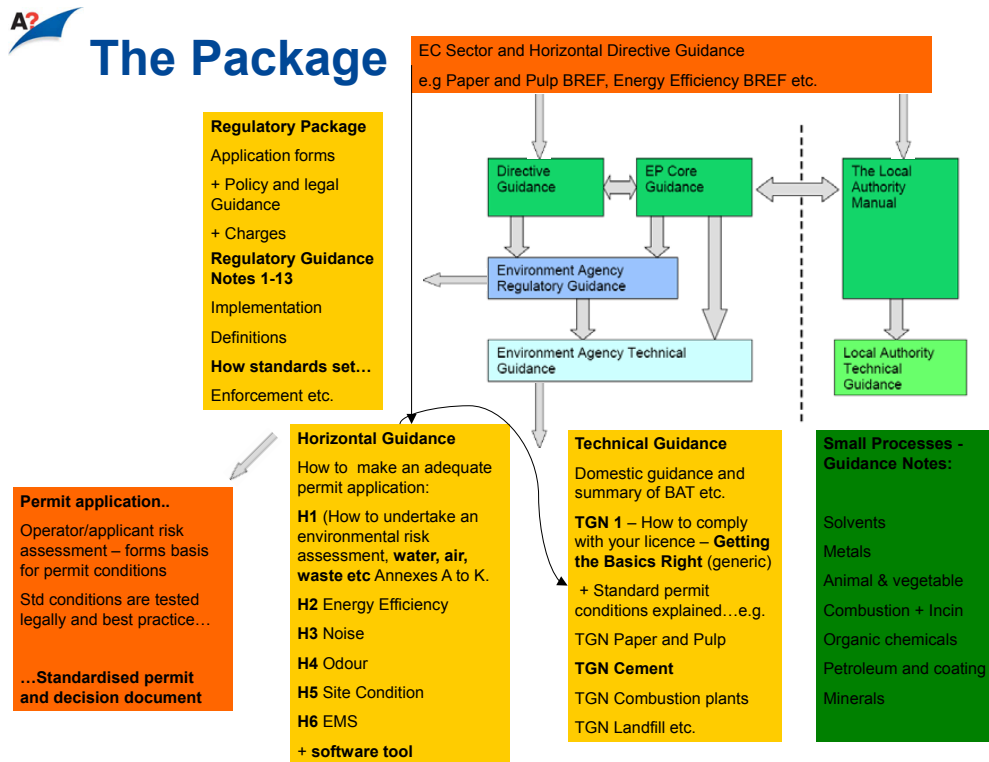 A?
The Package
EC Sector and Horizontal Directive Guidance
e.g Paper and Pulp BREF, Energy Efficiency BREF etc.
Regulatory Package
Application forms
+ Policy and legal
Guidance
+ Charges
Regulatory Guidance
Notes 1-13
Implementation
Definitions
How standards set…
Enforcement etc.
Directive
Guidance
EP Core
Guidance
The Local
Authority
Manual
Environment Agency
Regulatory Guidance
Environment Agency Technical
Guidance
Local Authority
Technical
Guidance
Permit application..
Operator/applicant risk
assessment – forms basis
for permit conditions
Std conditions are tested
legally and best practice…
…Standardised permit
and decision document
Horizontal Guidance
How to make an adequate
permit application:
H1 (How to undertake an
environmental risk
assessment, water, air,
waste etc Annexes A to K.
H2 Energy Efficiency
H3 Noise
H4 Odour
H5 Site Condition
H6 EMS
+ software tool
Technical Guidance
Domestic guidance and
summary of BAT etc.
TGN 1 – How to comply
with your licence – Getting
the Basics Right (generic)
+ Standard permit
conditions explained…e.g.
TGN Paper and Pulp
TGN Cement
TGN Combustion plants
TGN Landfill etc.
Small Processes -
Guidance Notes:
Solvents
Metals
Animal & vegetable
Combustion + Incin
Organic chemicals
Petroleum and coating
Minerals